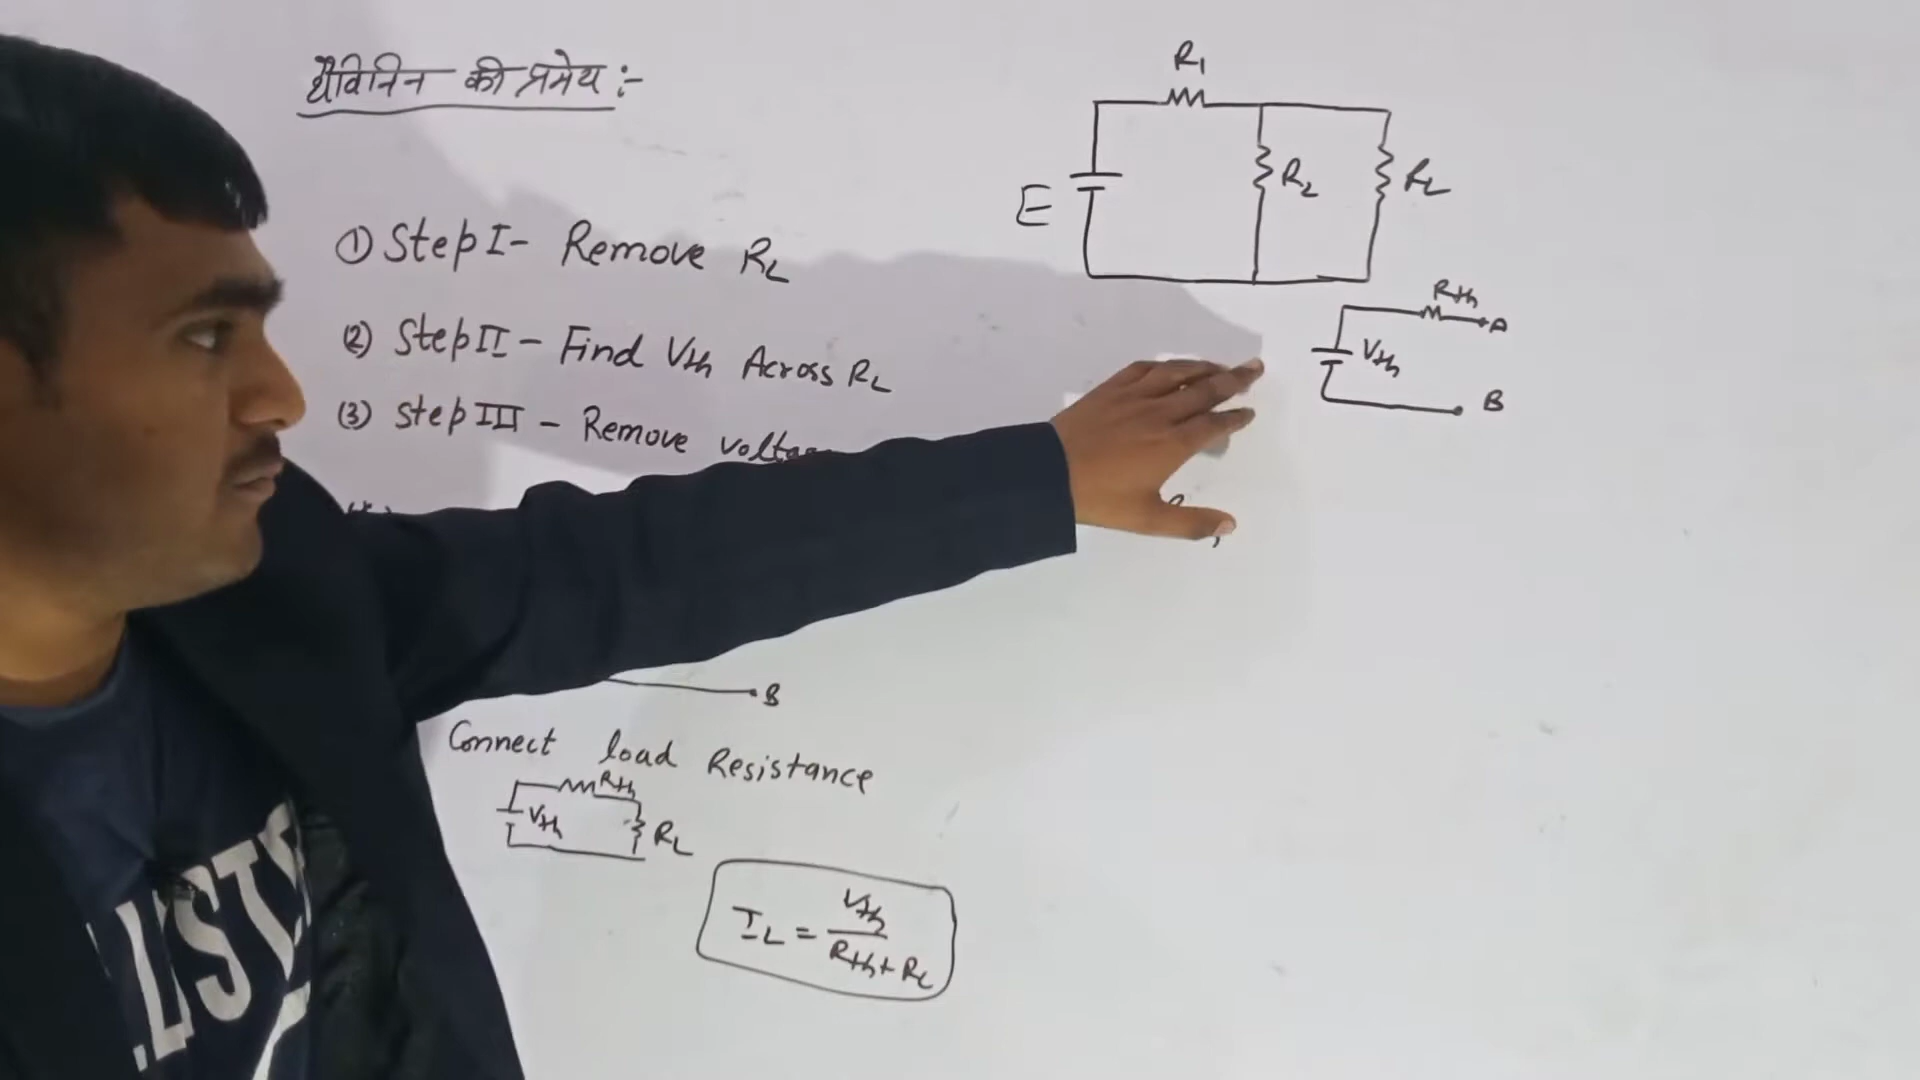 थैविनिन की प्रमेय :-
① Step I - Remove RL
(2) Step II - Find Vth Across RL
(3) Step III - Remove
B
Connect load Resistance
Rth
Vth
RL
IL = Vth / Rth + RL
R1
E
R2
RL
Rth
A
Vth
B